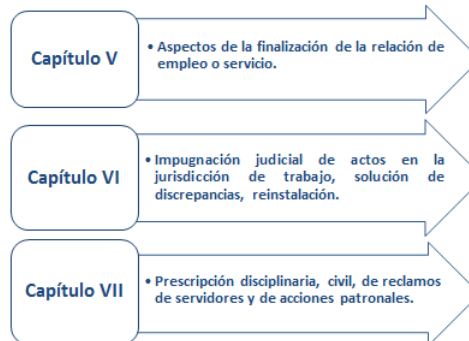 Capítulo V
• Aspectos de la finalización de la relación de
empleo o servicio.
Capítulo VI
• Impugnación judicial de actos en la
jurisdicción de trabajo, solución de
discrepancias, reinstalación.
Capítulo VII
• Prescripción disciplinaria, civil, de reclamos
de servidores y de acciones patronales.